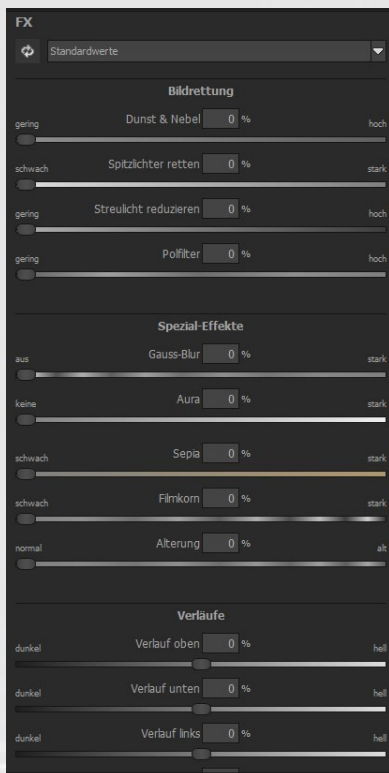 FX
Standardwerte
Bildrettung
Dunst & Nebel 0 %
gering hoch
Spitzlichter retten 0 %
schwach stark
Streulicht reduzieren 0 %
gering hoch
Polfilter 0 %
gering hoch
Spezial-Effekte
Gauss-Blur 0 %
aus stark
Aura 0 %
keine stark
Sepia 0 %
schwach stark
Filmkorn 0 %
schwach stark
Alterung 0 %
normal alt
Verläufe
Verlauf oben 0 %
dunkel hell
Verlauf unten 0 %
dunkel hell
Verlauf links 0 %
dunkel hell